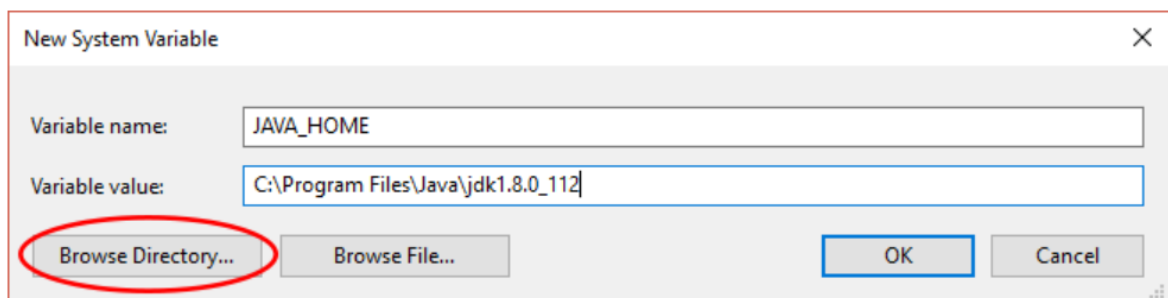 New System Variable
Variable name: JAVA_HOME
Variable value: C:\Program Files\Java\jdk1.8.0_112
Browse Directory... Browse File... OK Cancel